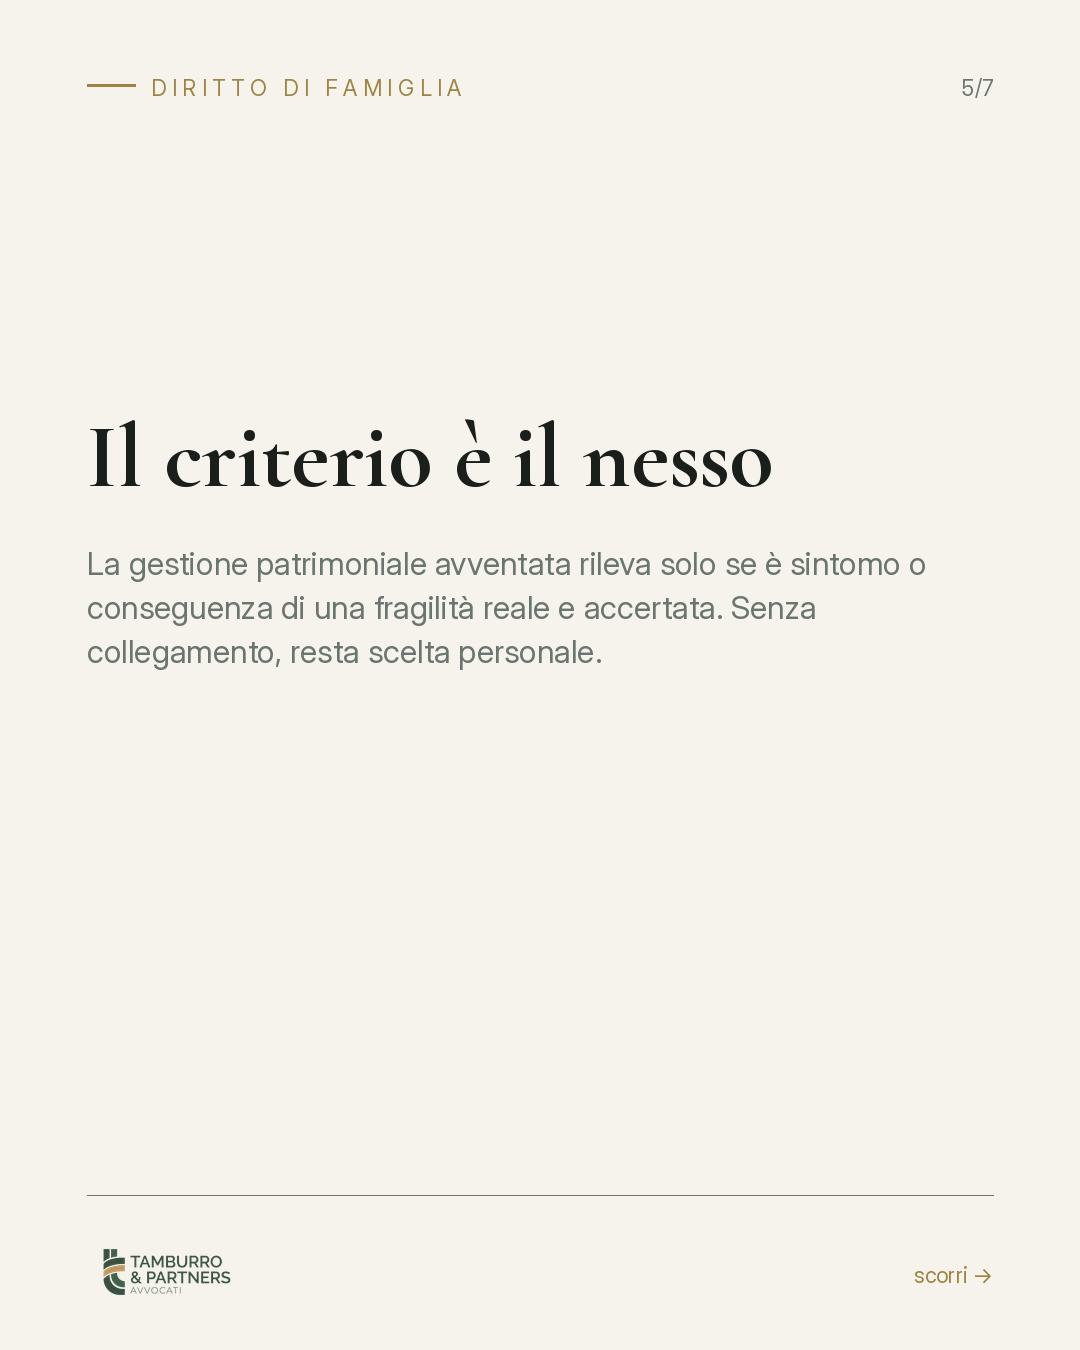 DIRITTO DI FAMIGLIA
5/7
Il criterio è il nesso
La gestione patrimoniale avventata rileva solo se è sintomo o
conseguenza di una fragilità reale e accertata. Senza
collegamento, resta scelta personale.
TAMBURRO
& PARTNERS
AVVOCATI
scorri →